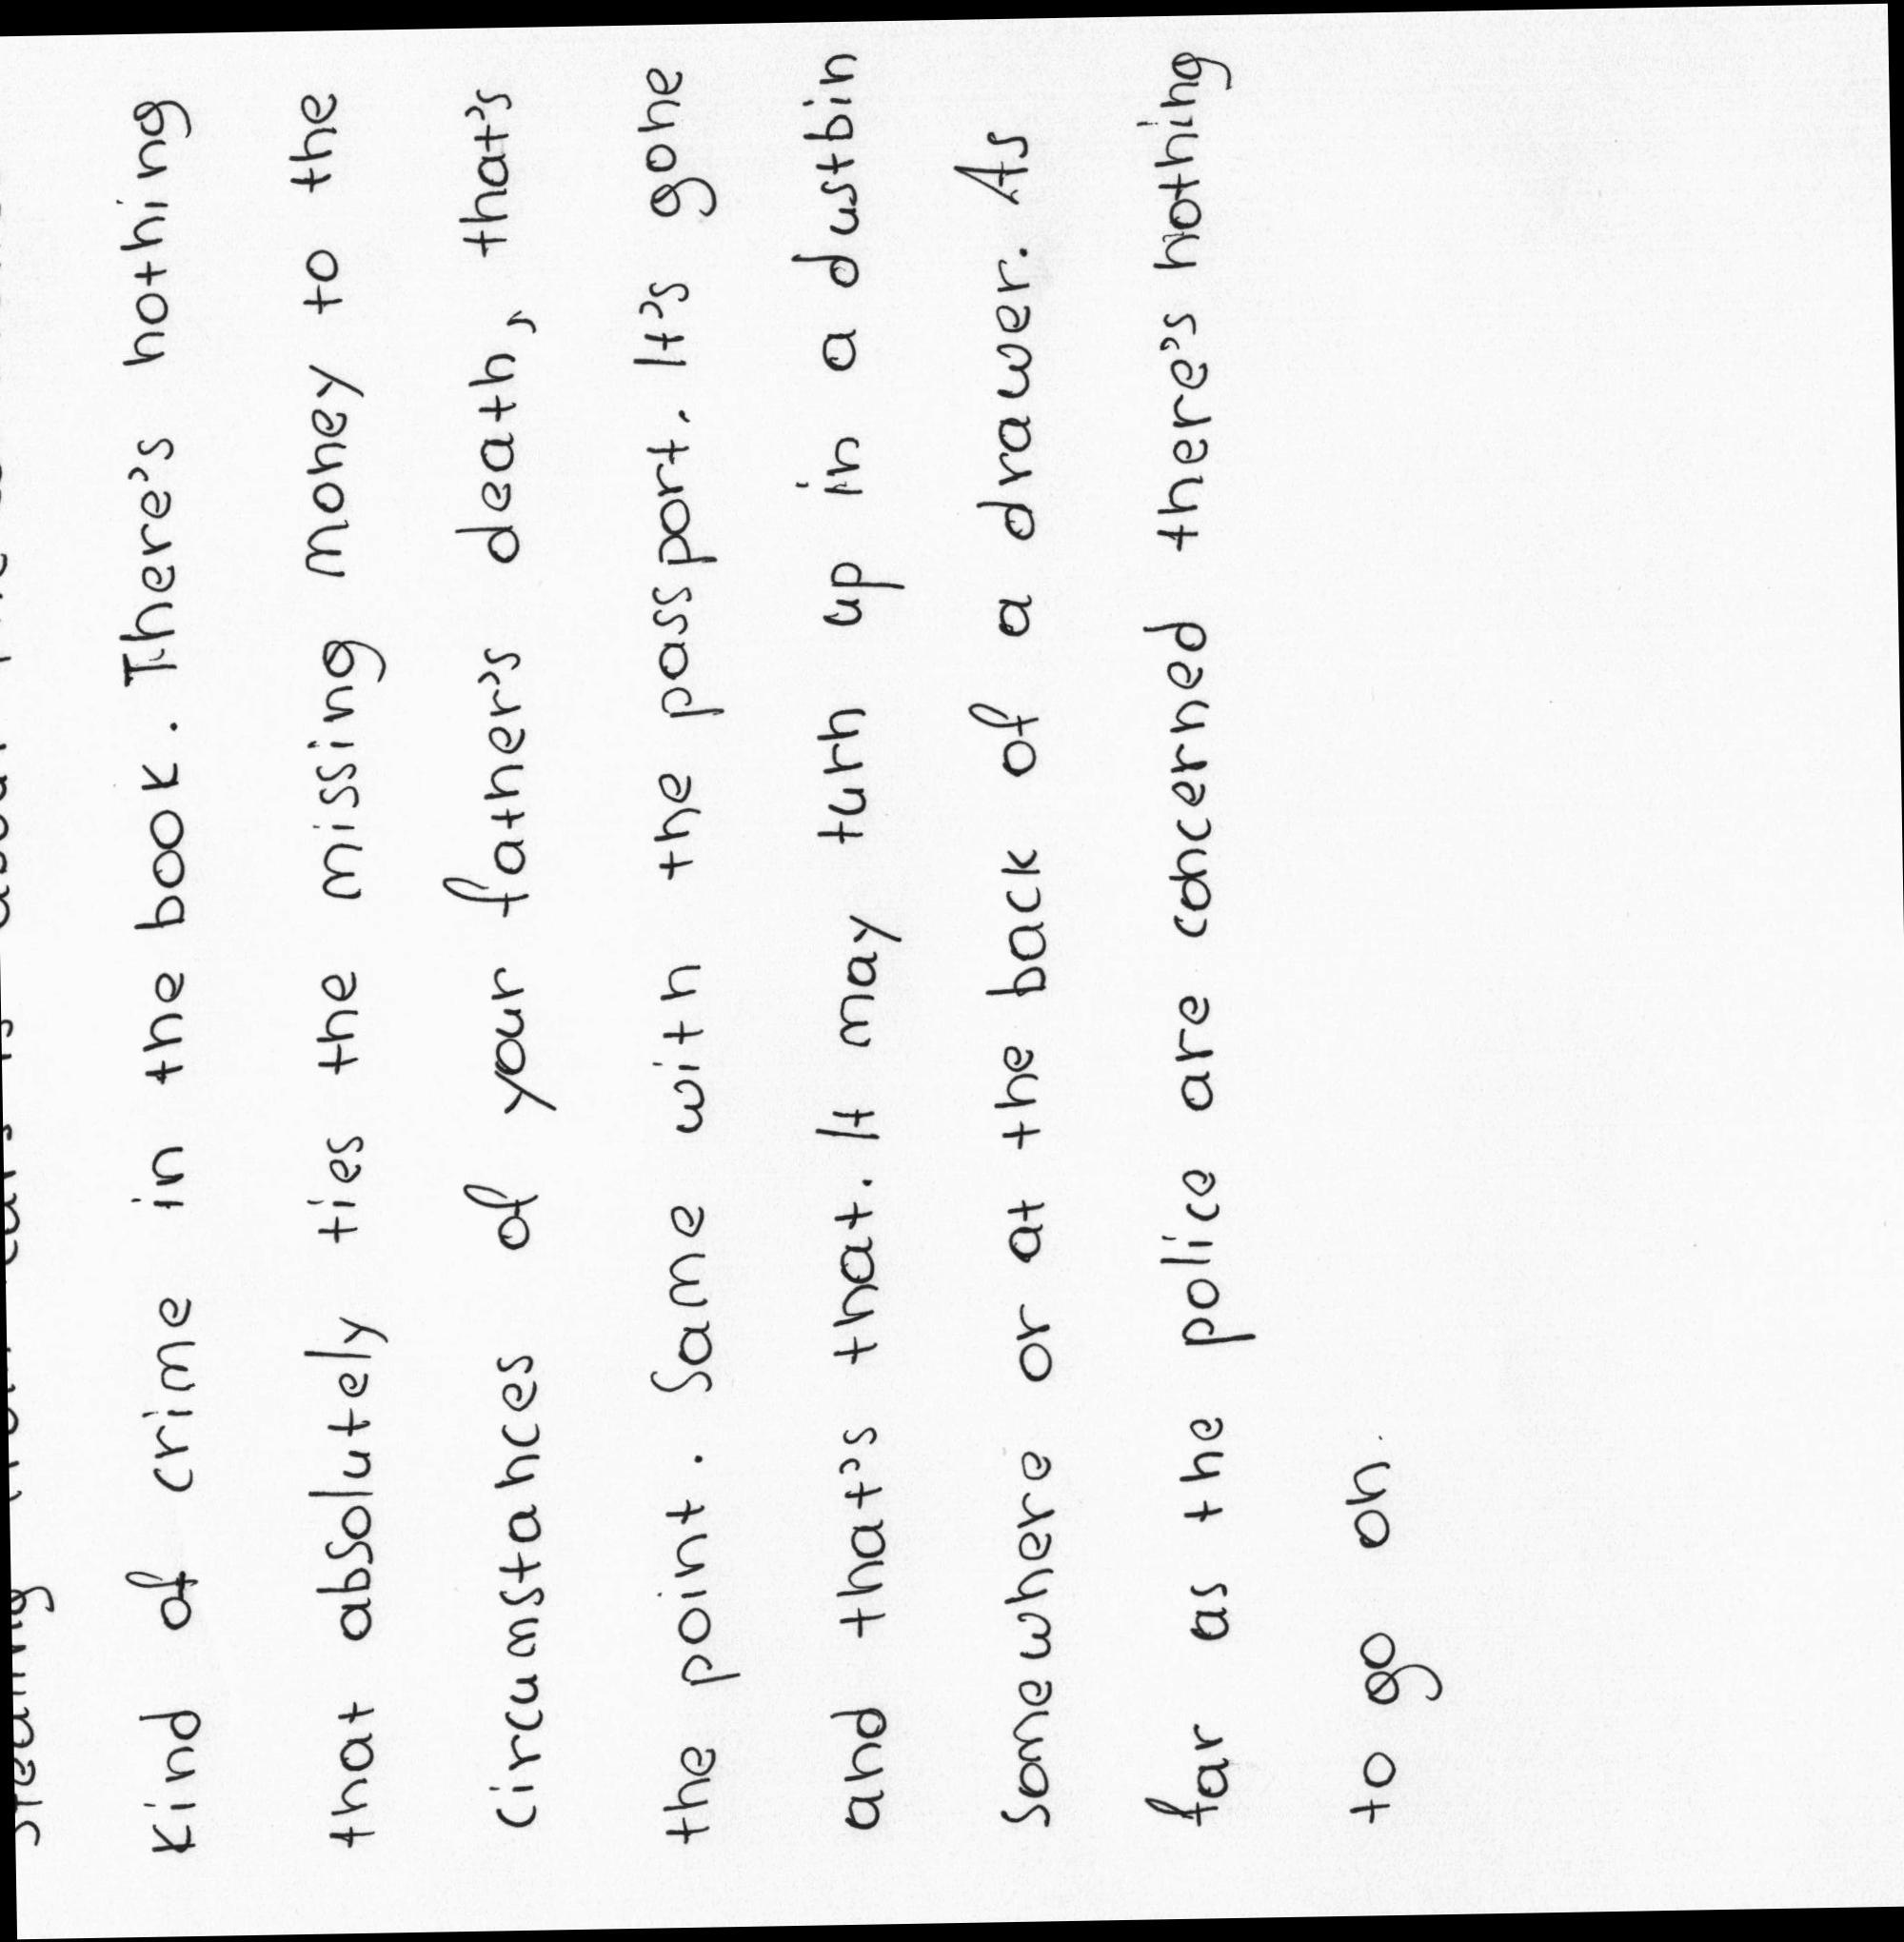 kind of crime in the book. There's nothing
that absolutely ties the missing money to the
circumstances of your father's death, that's
the point. Same with the passport. It's gone
and that's that. It may turn up in a dustbin
somewhere or at the back of a drawer. As
far as the police are concerned there's nothing
to go on.